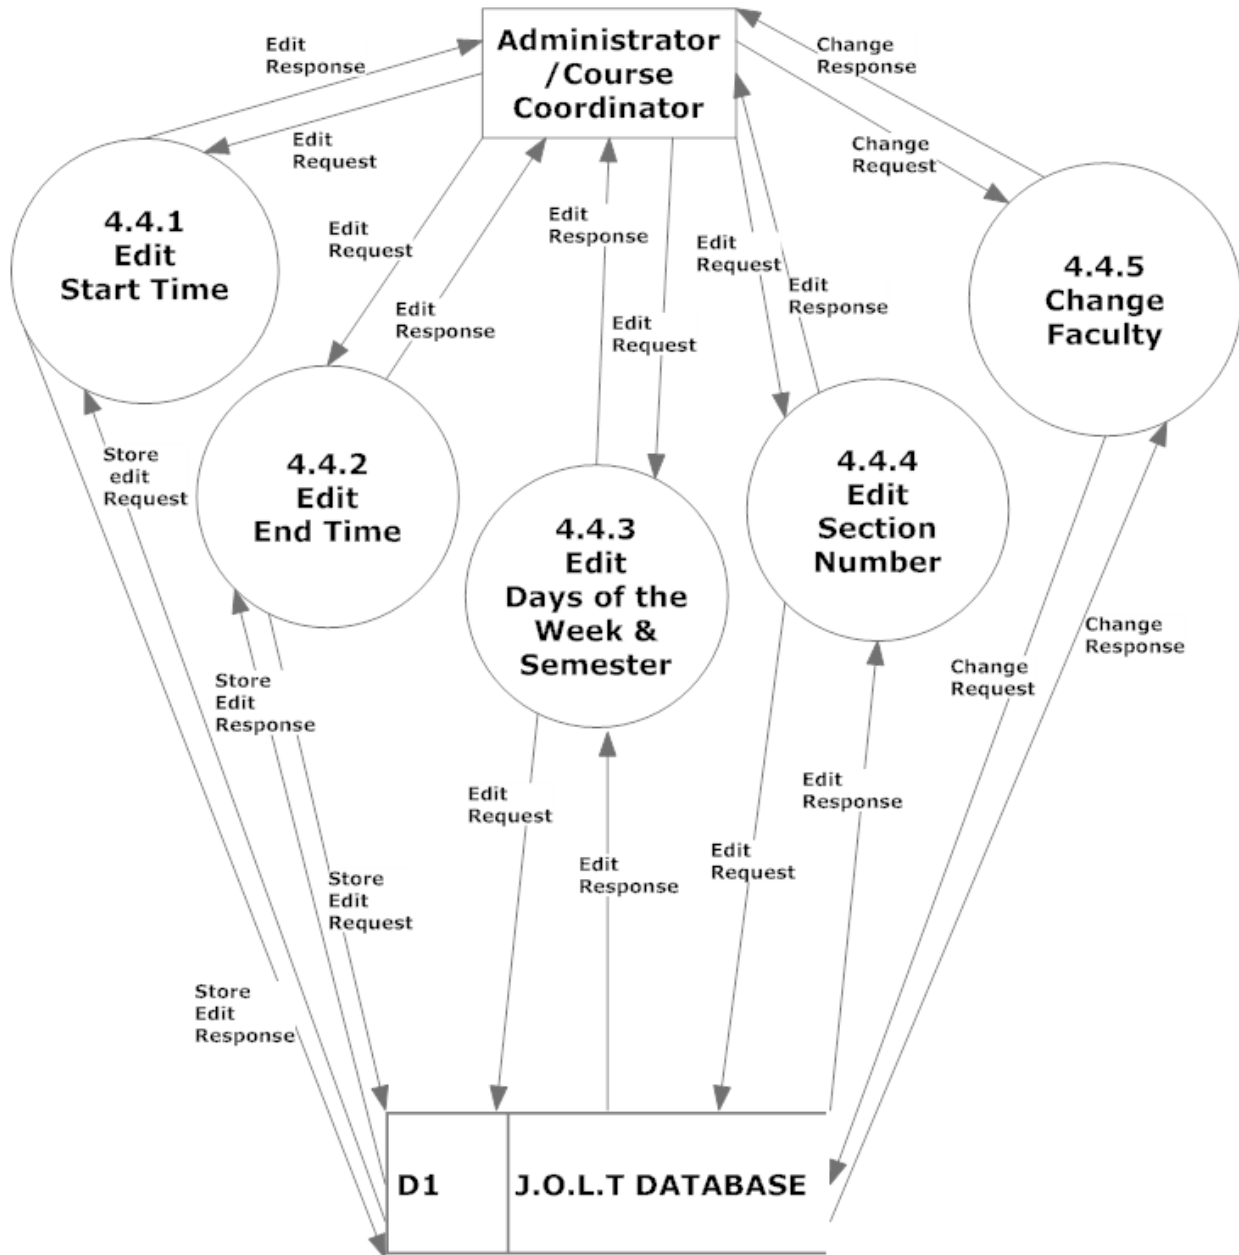 Administrator
/Course
Coordinator
Edit
Response
Edit
Request
Change
Response
Change
Request
4.4.1
Edit
Start Time
Edit
Request
Edit
Response
Edit
Response
Edit
Request
Edit
Request
Edit
Response
4.4.5
Change
Faculty
Store
edit
Request
4.4.2
Edit
End Time
4.4.3
Edit
Days of the
Week &
Semester
4.4.4
Edit
Section
Number
Store
Edit
Response
Change
Request
Change
Response
Edit
Request
Edit
Response
Edit
Request
Edit
Response
Store
Edit
Request
Store
Edit
Response
D1
J.O.L.T DATABASE